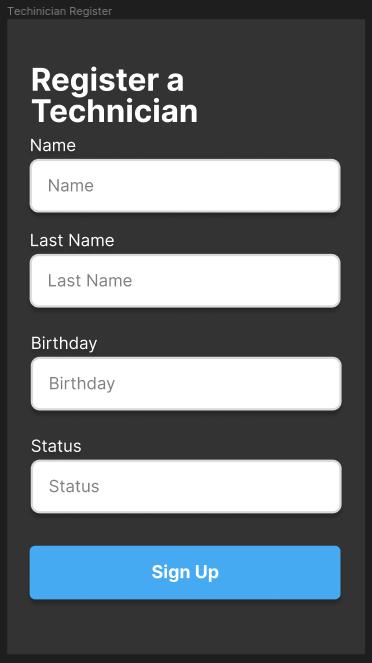 Techinician Register
Register a
Technician
Name
Name
Last Name
Last Name
Birthday
Birthday
Status
Status
Sign Up